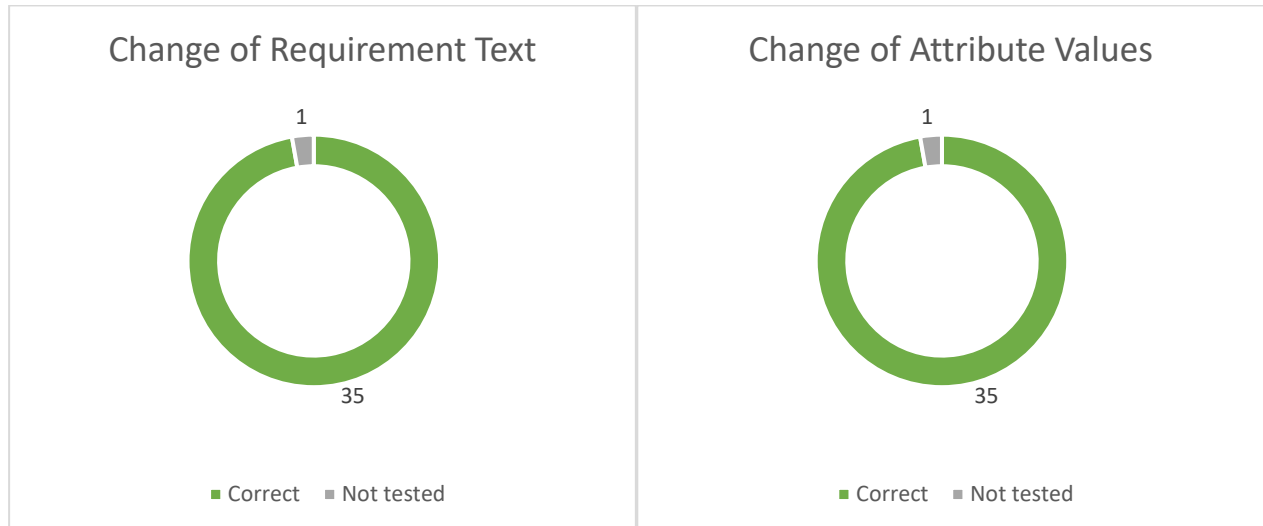 Change of Requirement Text
1
35
Correct Not tested
Change of Attribute Values
1
35
Correct Not tested